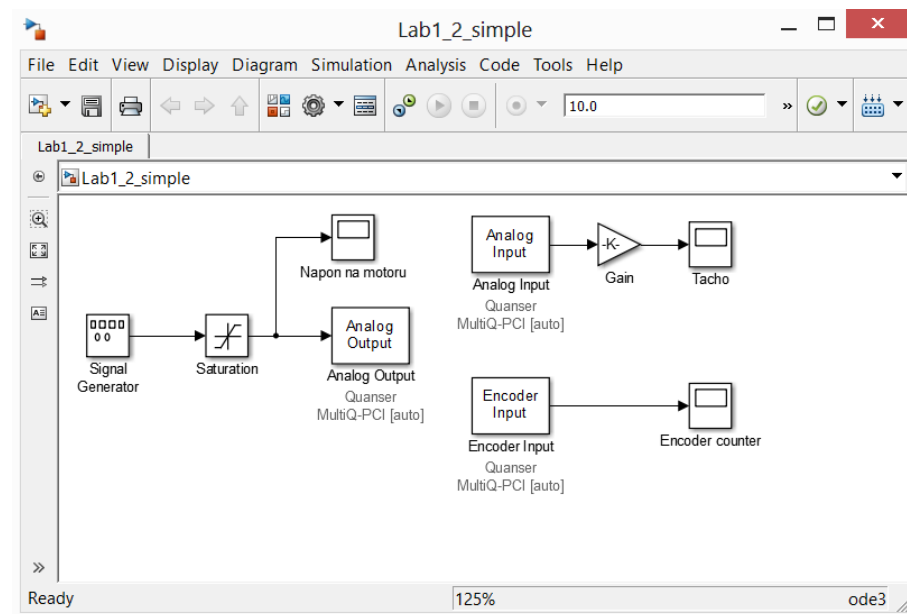 Lab1_2_simple
File Edit View Display Diagram Simulation Analysis Code Tools Help
10.0
»
Lab1_2_simple
Lab1_2_simple
Napon na motoru
Signal
Generator
Saturation
Analog
Output
Analog Output
Quanser
MultiQ-PCI [auto]
Analog
Input
Analog Input
Quanser
MultiQ-PCI [auto]
-K-
Gain
Tacho
Encoder
Input
Encoder Input
Quanser
MultiQ-PCI [auto]
Encoder counter
»
Ready
125%
ode3